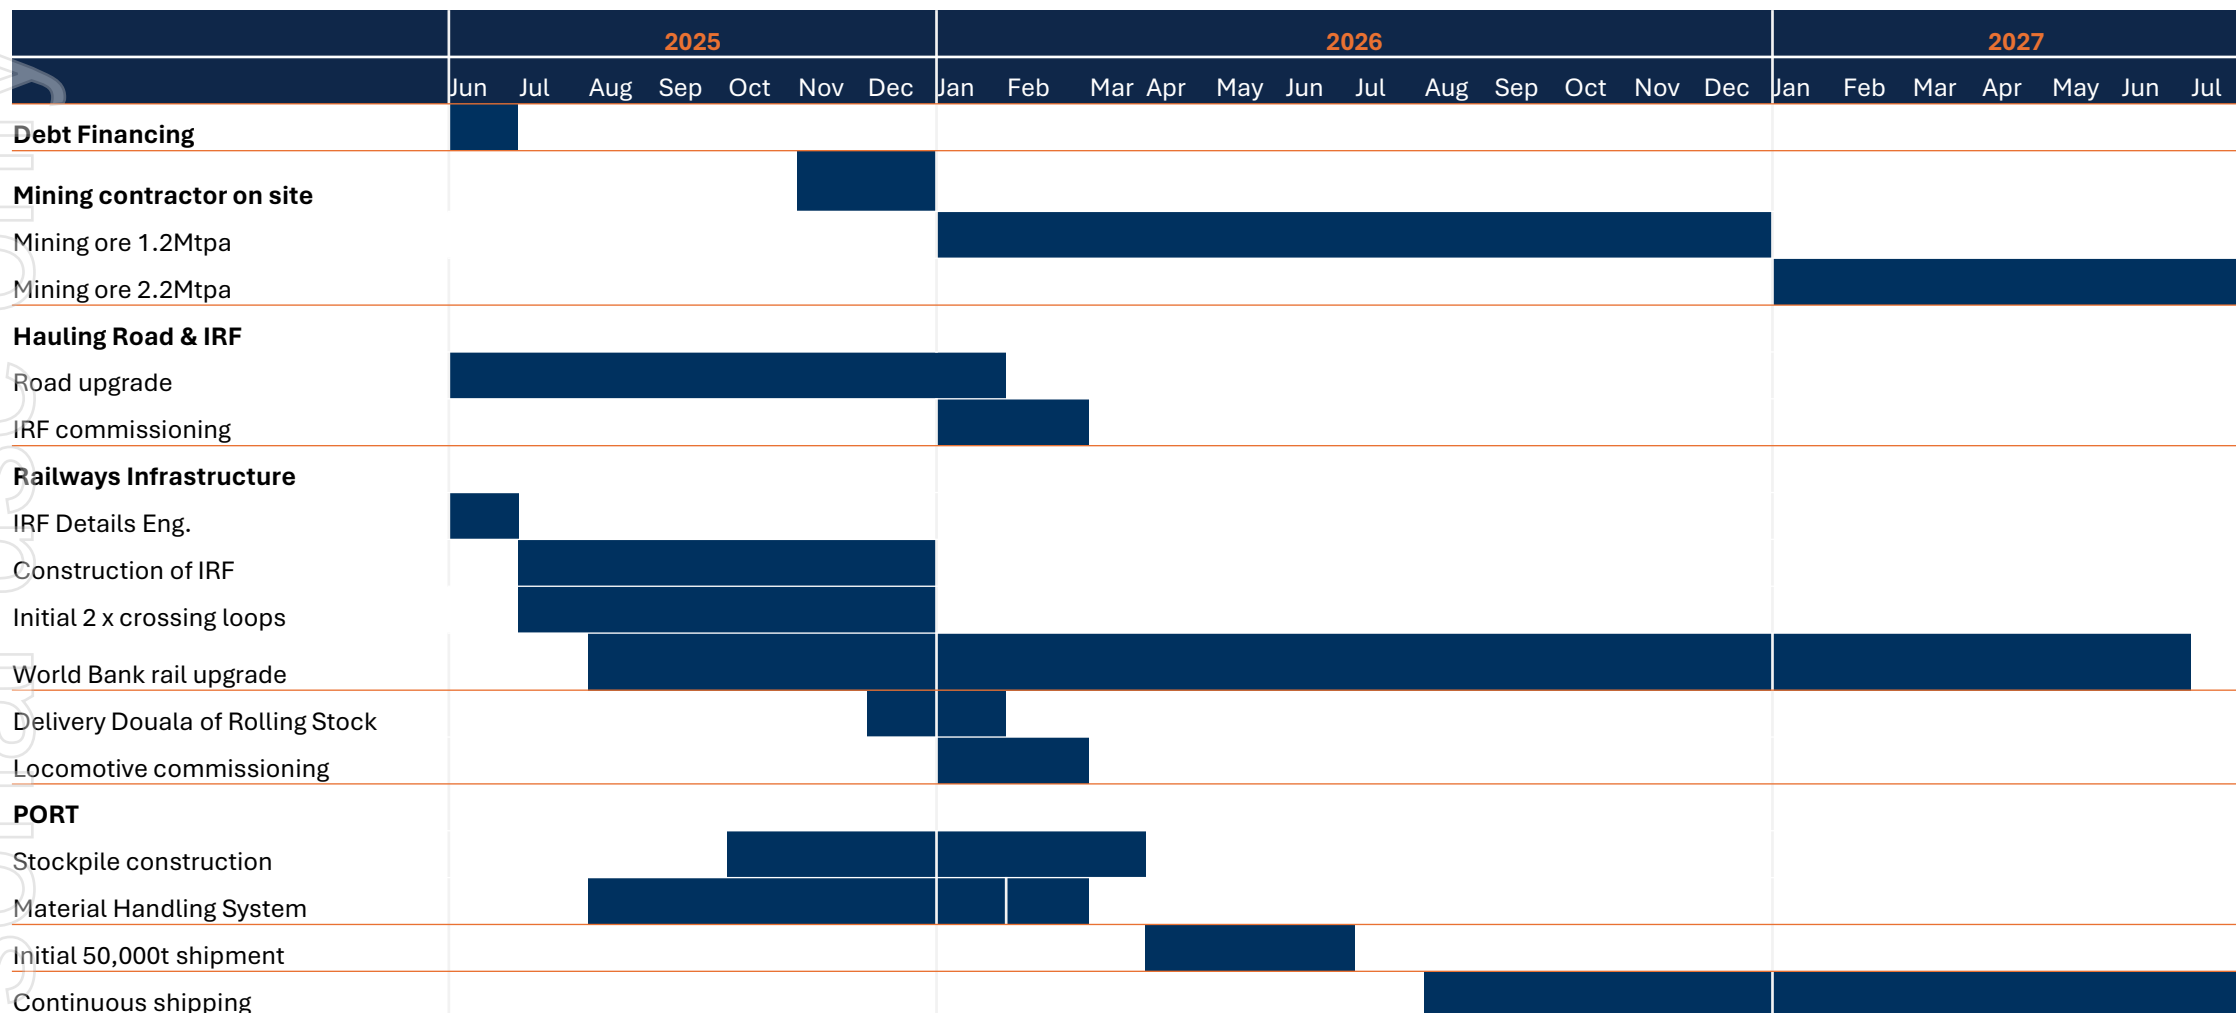 2025 2026 2027
Jun Jul Aug Sep Oct Nov Dec Jan Feb Mar Apr May Jun Jul Aug Sep Oct Nov Dec Jan Feb Mar Apr May Jun Jul
Debt Financing
Mining contractor on site
Mining ore 1.2Mtpa
Mining ore 2.2Mtpa
Hauling Road & IRF
Road upgrade
IRF commissioning
Railways Infrastructure
IRF Details Eng.
Construction of IRF
Initial 2 x crossing loops
World Bank rail upgrade
Delivery Douala of Rolling Stock
Locomotive commissioning
PORT
Stockpile construction
Material Handling System
Initial 50,000t shipment
Continuous shipping